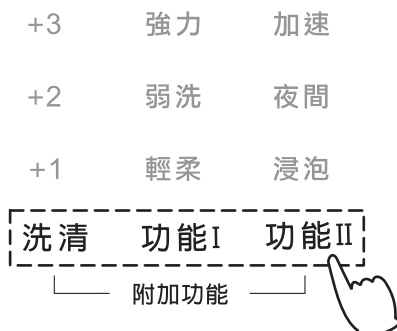 +3 強力 加速
+2 弱洗 夜間
+1 輕柔 浸泡
洗清 功能I 功能II
附加功能